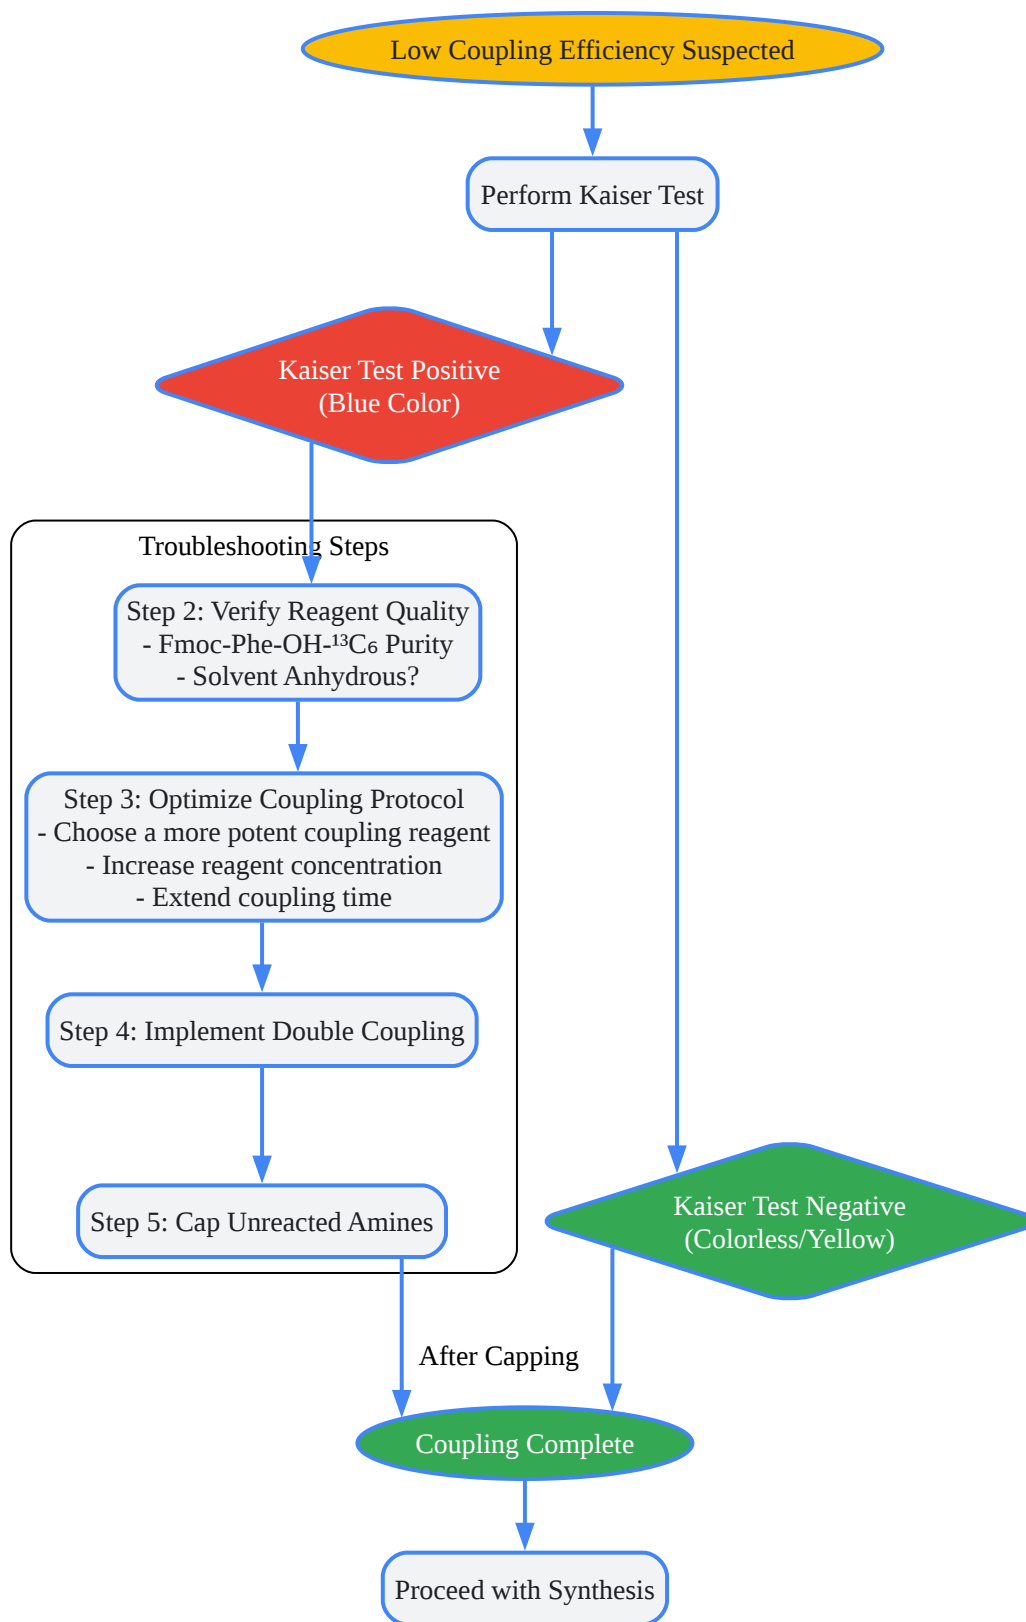 Low Coupling Efficiency Suspected
Perform Kaiser Test
Kaiser Test Positive
(Blue Color)
Troubleshooting Steps
Step 2: Verify Reagent Quality
- Fmoc-Phe-OH-¹³C₆ Purity
- Solvent Anhydrous?
Step 3: Optimize Coupling Protocol
- Choose a more potent coupling reagent
- Increase reagent concentration
- Extend coupling time
Step 4: Implement Double Coupling
Step 5: Cap Unreacted Amines
Kaiser Test Negative
(Colorless/Yellow)
After Capping
Coupling Complete
Proceed with Synthesis